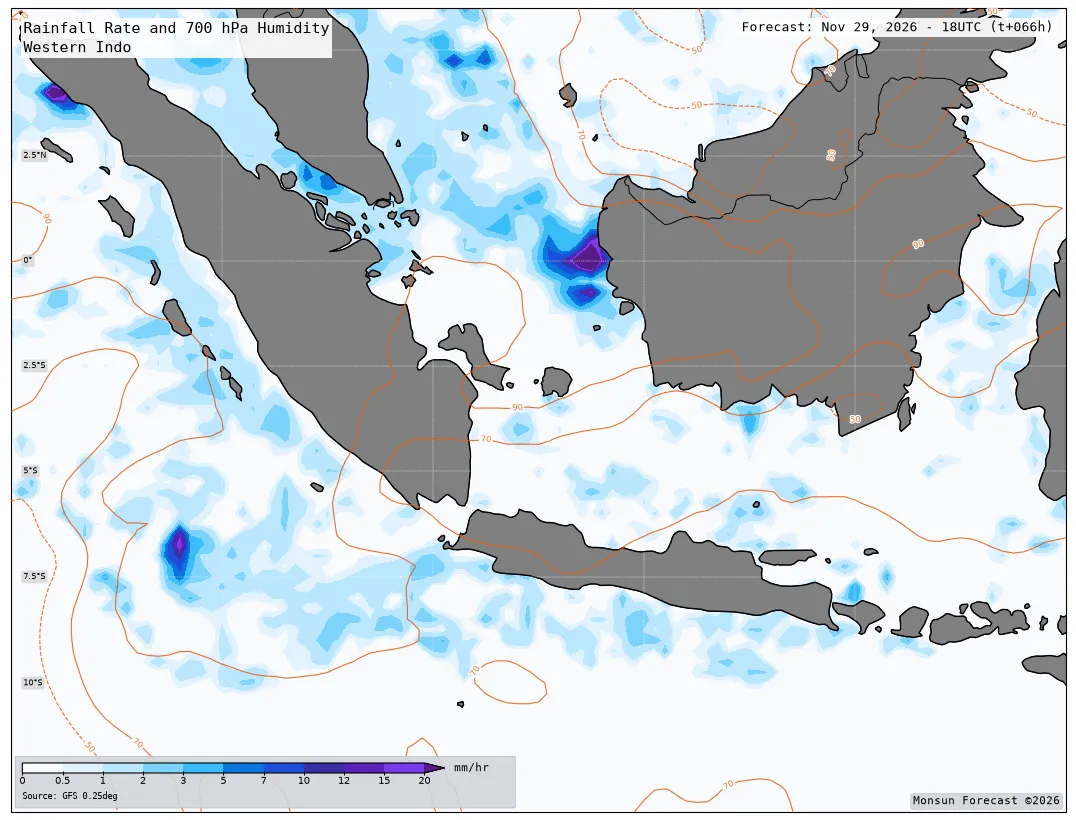 Rainfall Rate and 700 hPa Humidity
Western Indo
Forecast: Nov 29, 2026 - 18UTC (t+066h)
50
50
70
50
50
70
50
2.5°N
90
90
0°
2.5°S
90
50
70
5°S
7.5°S
70
10°S
50
70
70
0 0.5 1 2 3 5 7 10 12 15 20 mm/hr
Source: GFS 0.25deg
Monsun Forecast ©2026